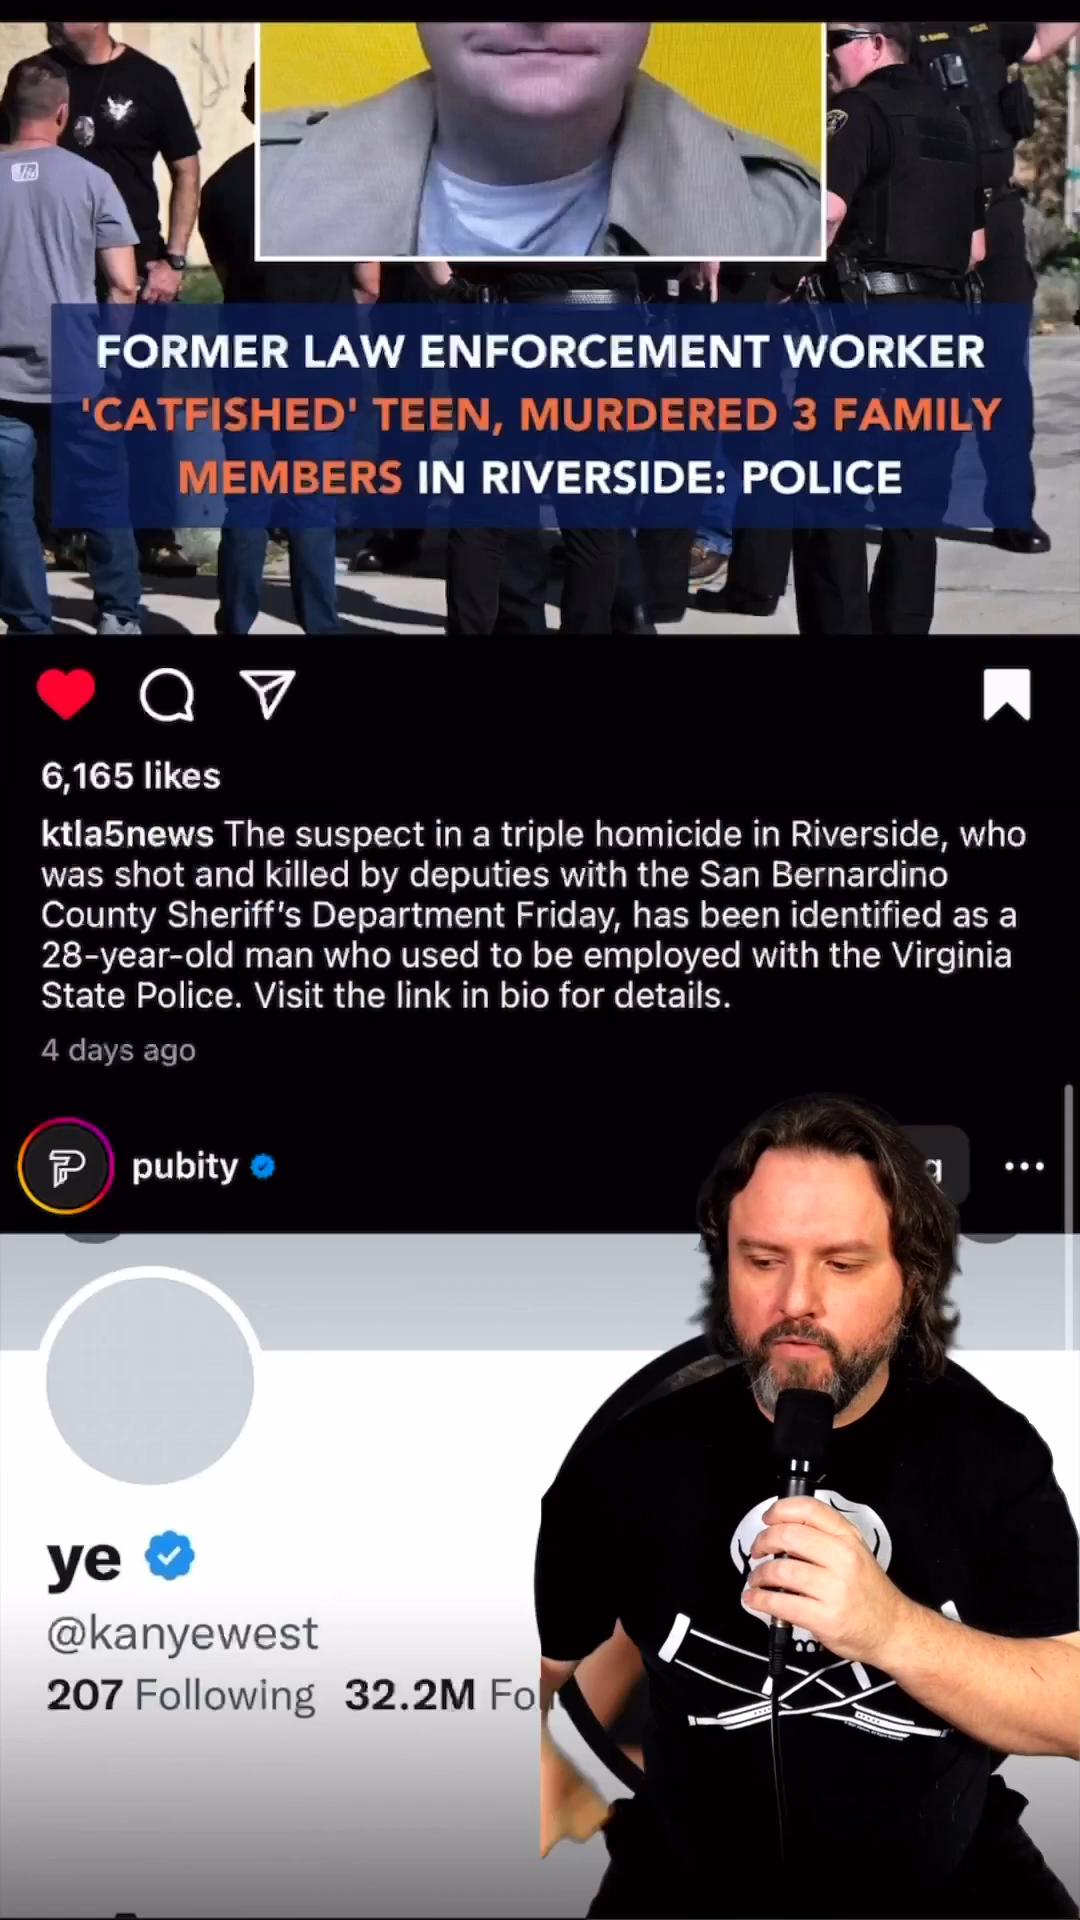 FORMER LAW ENFORCEMENT WORKER
'CATFISHED' TEEN, MURDERED 3 FAMILY
MEMBERS IN RIVERSIDE: POLICE
6,165 likes
ktla5news The suspect in a triple homicide in Riverside, who
was shot and killed by deputies with the San Bernardino
County Sheriff's Department Friday, has been identified as a
28-year-old man who used to be employed with the Virginia
State Police. Visit the link in bio for details.
4 days ago
pubity
ye
@kanyewest
207 Following 32.2M Fol